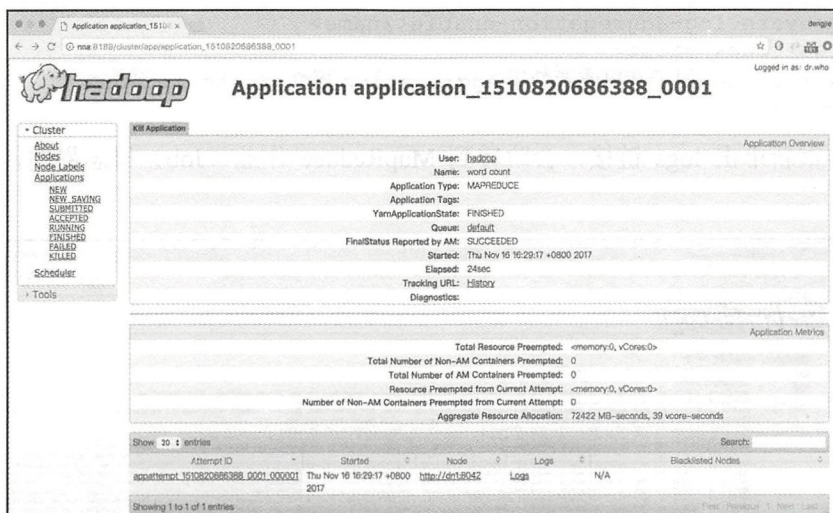 Application application_1510
dengjie
nna:8188/cluster/app/application_1510820686388_0001
Logged in as: dr.who
hadoop
Application application_1510820686388_0001
Cluster
About
Nodes
Node Labels
Applications
NEW
NEW_SAVING
SUBMITTED
ACCEPTED
RUNNING
FINISHED
FAILED
KILLED
Scheduler
Tools
Kill Application
Application Overview
User: hadoop
Name: word count
Application Type: MAPREDUCE
Application Tags:
YarnApplicationState: FINISHED
Queue: default
FinalStatus Reported by AM: SUCCEEDED
Started: Thu Nov 16 16:29:17 +0800 2017
Elapsed: 24sec
Tracking URL: History
Diagnostics:
Application Metrics
Total Resource Preempted: <memory:0, vCores:0>
Total Number of Non-AM Containers Preempted: 0
Total Number of AM Containers Preempted: 0
Resource Preempted from Current Attempt: <memory:0, vCores:0>
Number of Non-AM Containers Preempted from Current Attempt: 0
Aggregate Resource Allocation: 72422 MB-seconds, 39 vcore-seconds
Show 20 entries
Search:
Attempt ID Started Node Logs Blacklisted Nodes
appattempt_1510820686388_0001_000001 Thu Nov 16 16:29:17 +0800 2017 http://dn1:8042 Logs N/A
Showing 1 to 1 of 1 entries
First Previous 1 Next Last